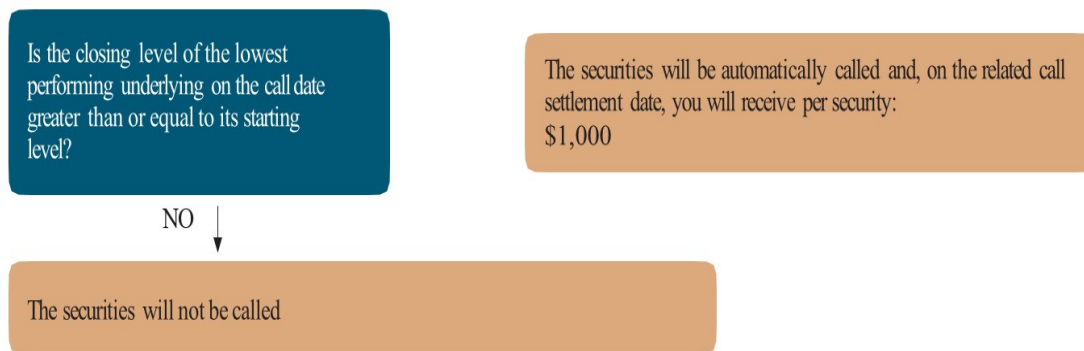 Is the closing level of the lowest
performing underlying on the call date
greater than or equal to its starting
level?
The securities will be automatically called and, on the related call
settlement date, you will receive per security:
$1,000
NO
The securities will not be called